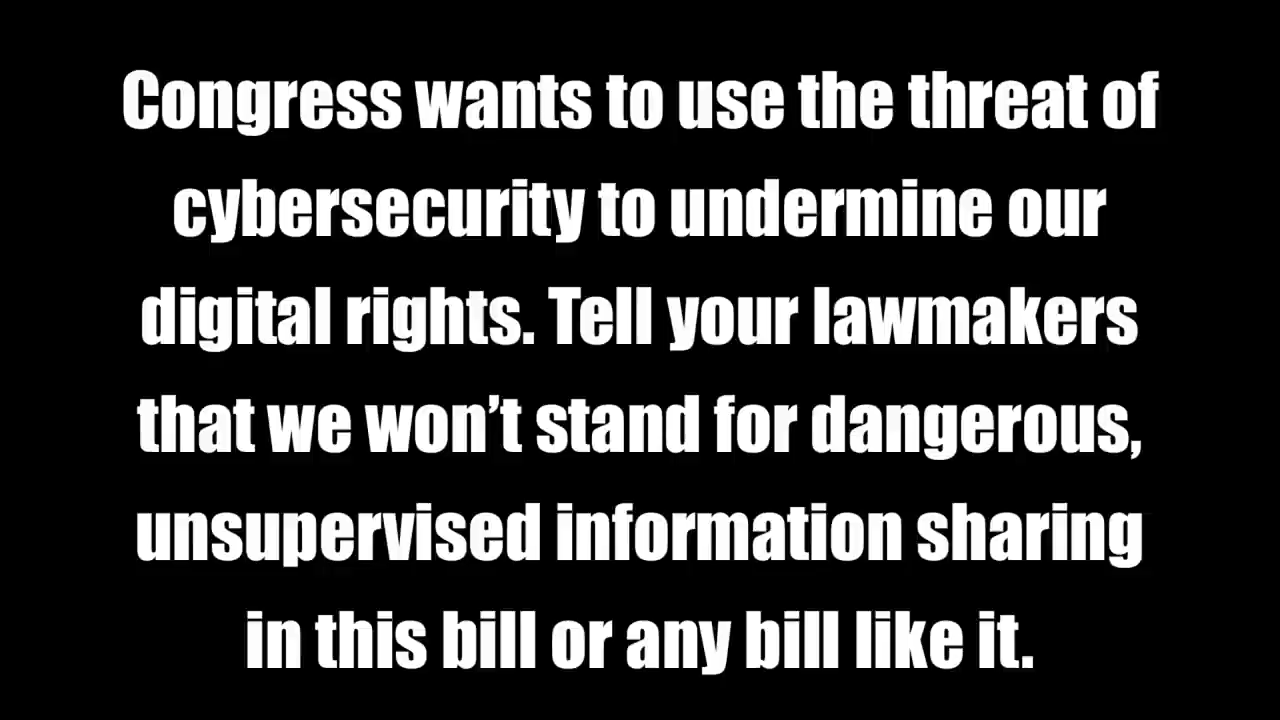 Congress wants to use the threat of
cybersecurity to undermine our
digital rights. Tell your lawmakers
that we won’t stand for dangerous,
unsupervised information sharing
in this bill or any bill like it.